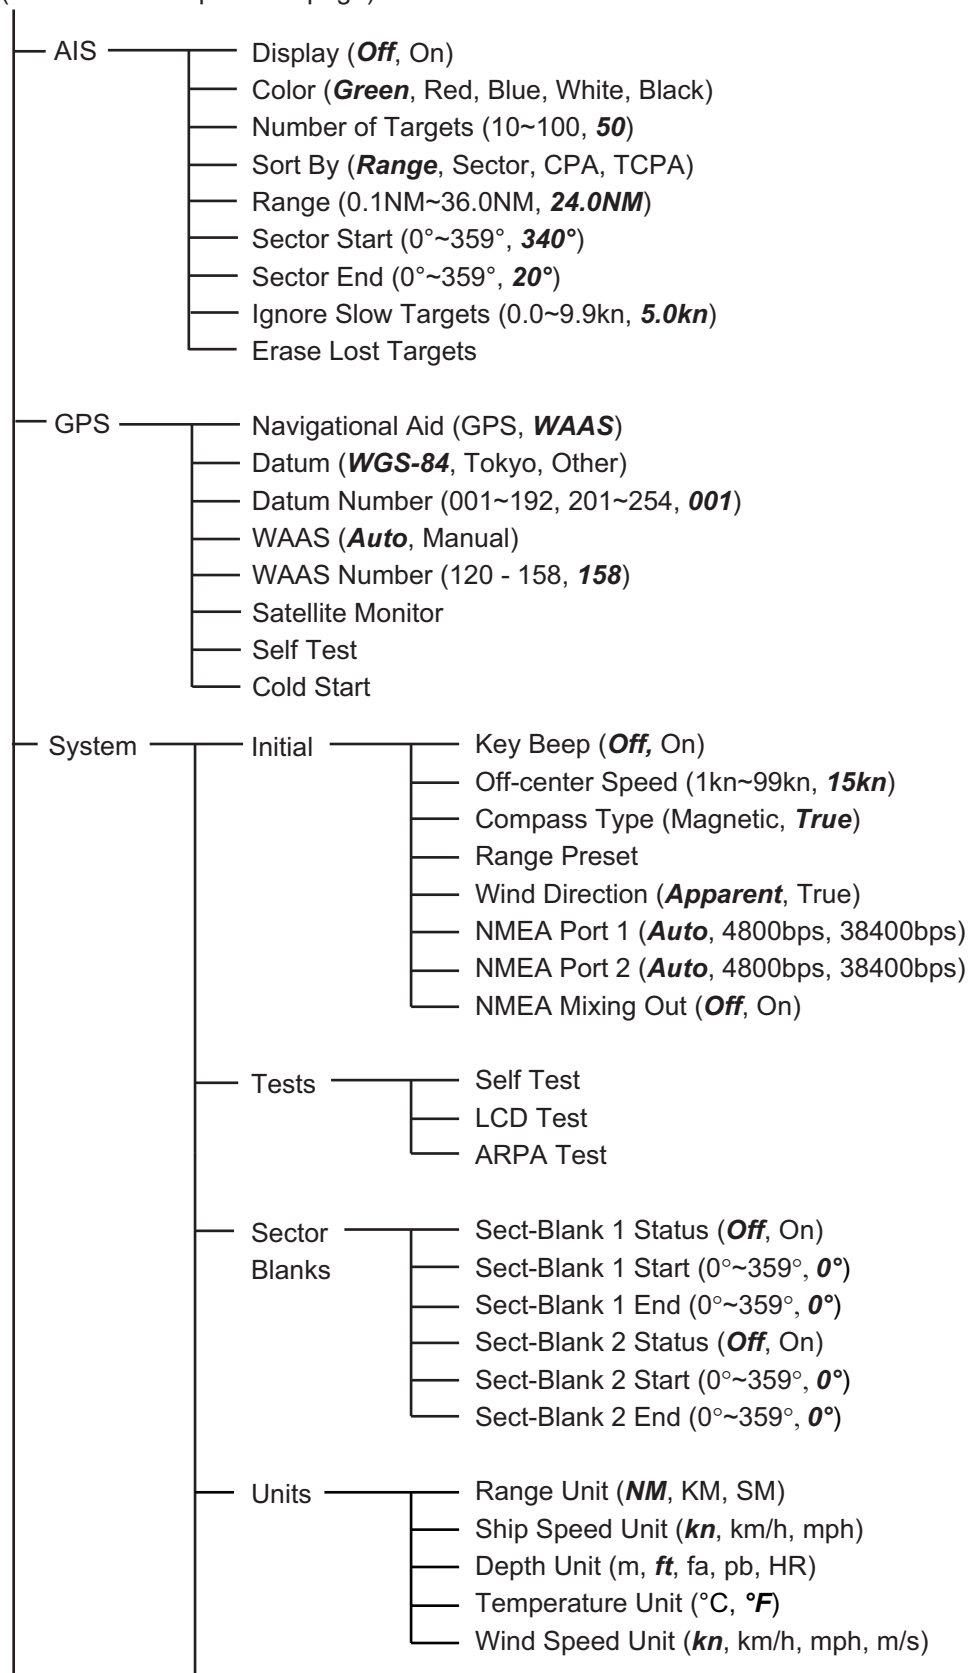 AIS
Display (Off, On)
Color (Green, Red, Blue, White, Black)
Number of Targets (10~100, 50)
Sort By (Range, Sector, CPA, TCPA)
Range (0.1NM~36.0NM, 24.0NM)
Sector Start (0°~359°, 340°)
Sector End (0°~359°, 20°)
Ignore Slow Targets (0.0~9.9kn, 5.0kn)
Erase Lost Targets
GPS
Navigational Aid (GPS, WAAS)
Datum (WGS-84, Tokyo, Other)
Datum Number (001~192, 201~254, 001)
WAAS (Auto, Manual)
WAAS Number (120 - 158, 158)
Satellite Monitor
Self Test
Cold Start
System
Initial
Key Beep (Off, On)
Off-center Speed (1kn~99kn, 15kn)
Compass Type (Magnetic, True)
Range Preset
Wind Direction (Apparent, True)
NMEA Port 1 (Auto, 4800bps, 38400bps)
NMEA Port 2 (Auto, 4800bps, 38400bps)
NMEA Mixing Out (Off, On)
Tests
Self Test
LCD Test
ARPA Test
Sector
Blanks
Sect-Blank 1 Status (Off, On)
Sect-Blank 1 Start (0°~359°, 0°)
Sect-Blank 1 End (0°~359°, 0°)
Sect-Blank 2 Status (Off, On)
Sect-Blank 2 Start (0°~359°, 0°)
Sect-Blank 2 End (0°~359°, 0°)
Units
Range Unit (NM, KM, SM)
Ship Speed Unit (kn, km/h, mph)
Depth Unit (m, ft, fa, pb, HR)
Temperature Unit (°C, °F)
Wind Speed Unit (kn, km/h, mph, m/s)